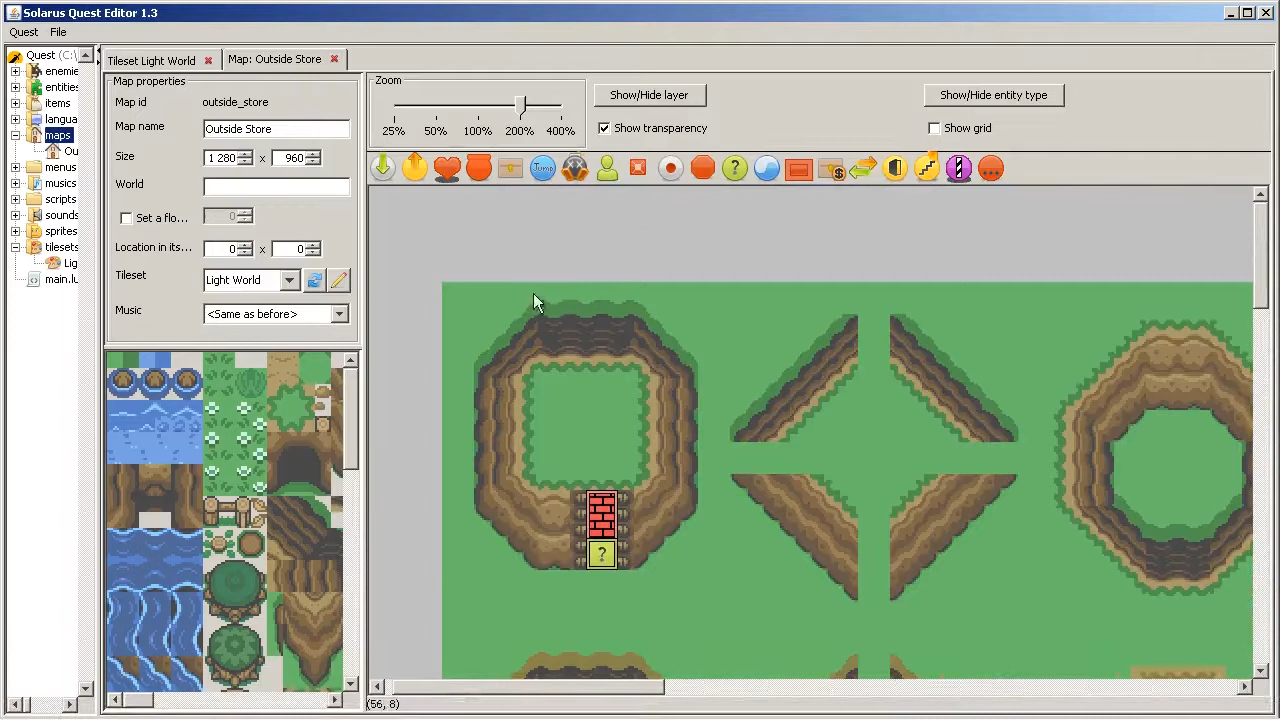 Solarus Quest Editor 1.3
Quest File
Quest (C:\
enemie
entitie
items
langua
maps
Ou
menus
musics
scripts
sounds
sprites
tilesets
Lig
main.lu
Tileset Light World
Map: Outside Store
Map properties
Map id outside_store
Map name Outside Store
Size 1 280 x 960
World
Set a flo... 0
Location in its... 0 x 0
Tileset Light World
Music <Same as before>
Zoom
25% 50% 100% 200% 400%
Show/Hide layer
Show transparency
Show/Hide entity type
Show grid
Jump
?
$
...
?
(56, 8)